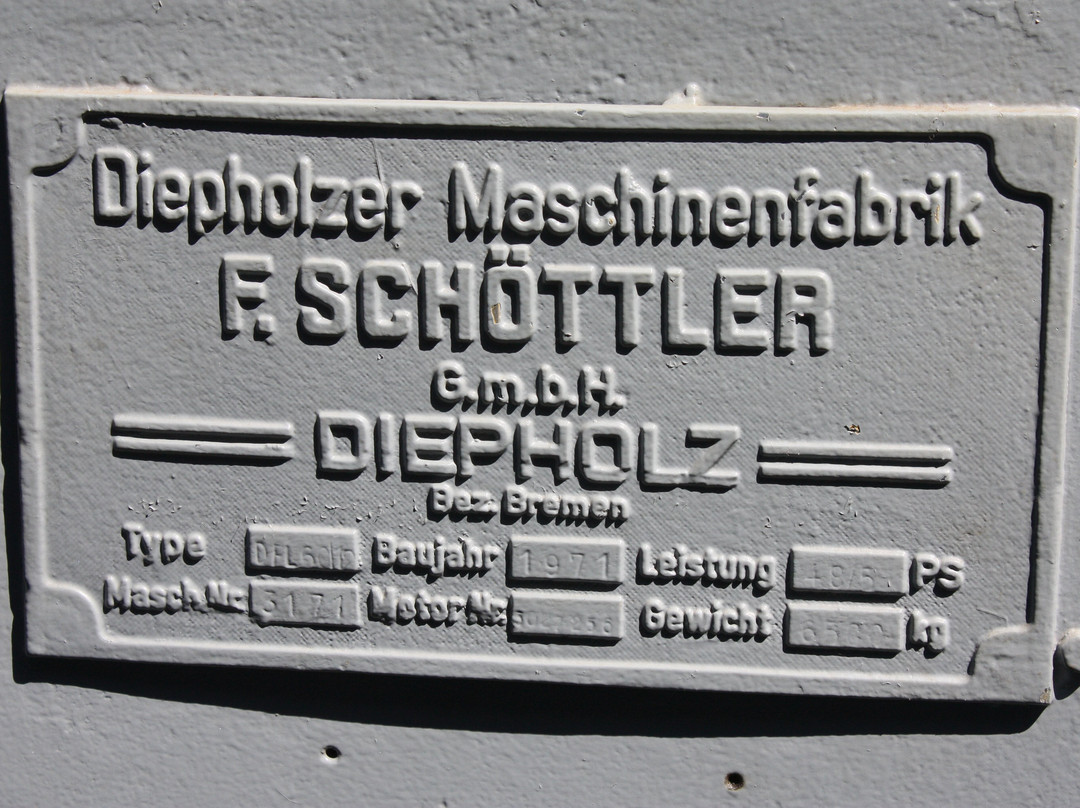 Diepholzer Maschinenfabrik
F. SCHÖTTLER
G.m.b.H.
DIEPHOLZ
Bez. Bremen
Type Baujahr 1971 Leistung PS
Masch.Nr. 3171 Motor Nr. Gewicht kg